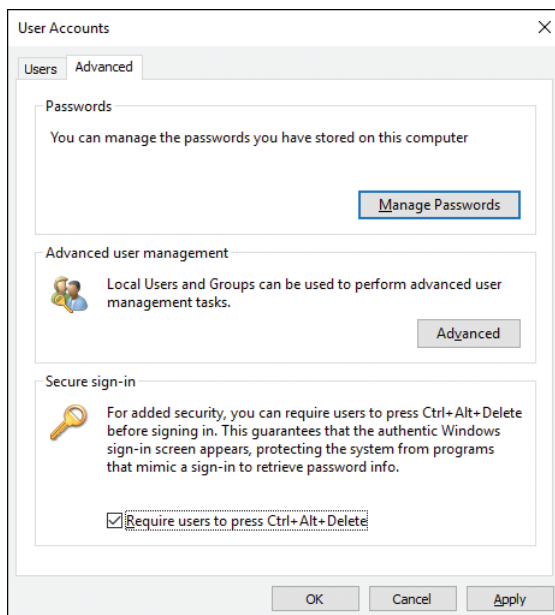 User Accounts
Users
Advanced
Passwords
You can manage the passwords you have stored on this computer
Manage Passwords
Advanced user management
Local Users and Groups can be used to perform advanced user
management tasks.
Advanced
Secure sign-in
For added security, you can require users to press Ctrl+Alt+Delete
before signing in. This guarantees that the authentic Windows
sign-in screen appears, protecting the system from programs
that mimic a sign-in to retrieve password info.
Require users to press Ctrl+Alt+Delete
OK
Cancel
Apply